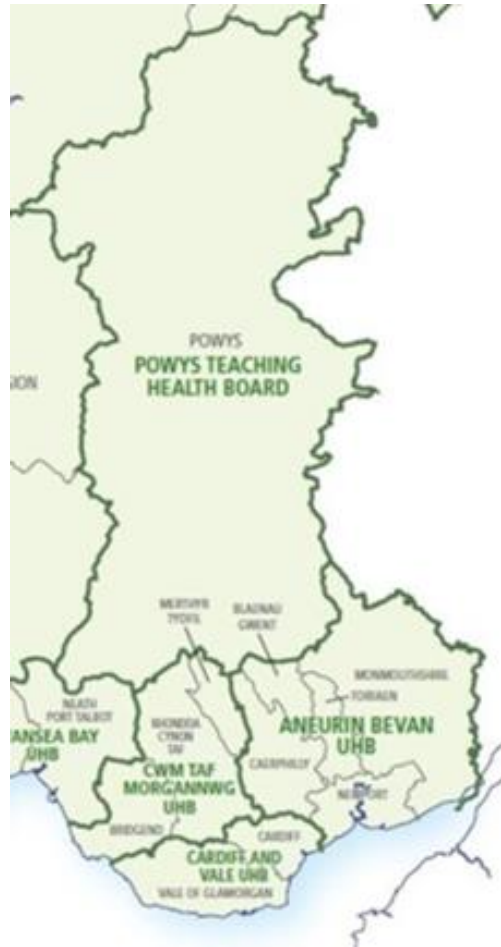 POWYS
POWYS TEACHING
HEALTH BOARD
ION
MERTHYR
TYDFIL
BLAENAU
GWENT
MONMOUTHSHIRE
TORFAEN
NEATH
PORT TALBOT
ANSEA BAY
UHB
RHONDDA
CYNON
TAF
ANEURIN BEVAN
UHB
CAERPHILLY
CWM TAF
MORGANNWG
UHB
NEWPORT
BRIDGEND
CARDIFF
CARDIFF AND
VALE UHB
VALE OF GLAMORGAN